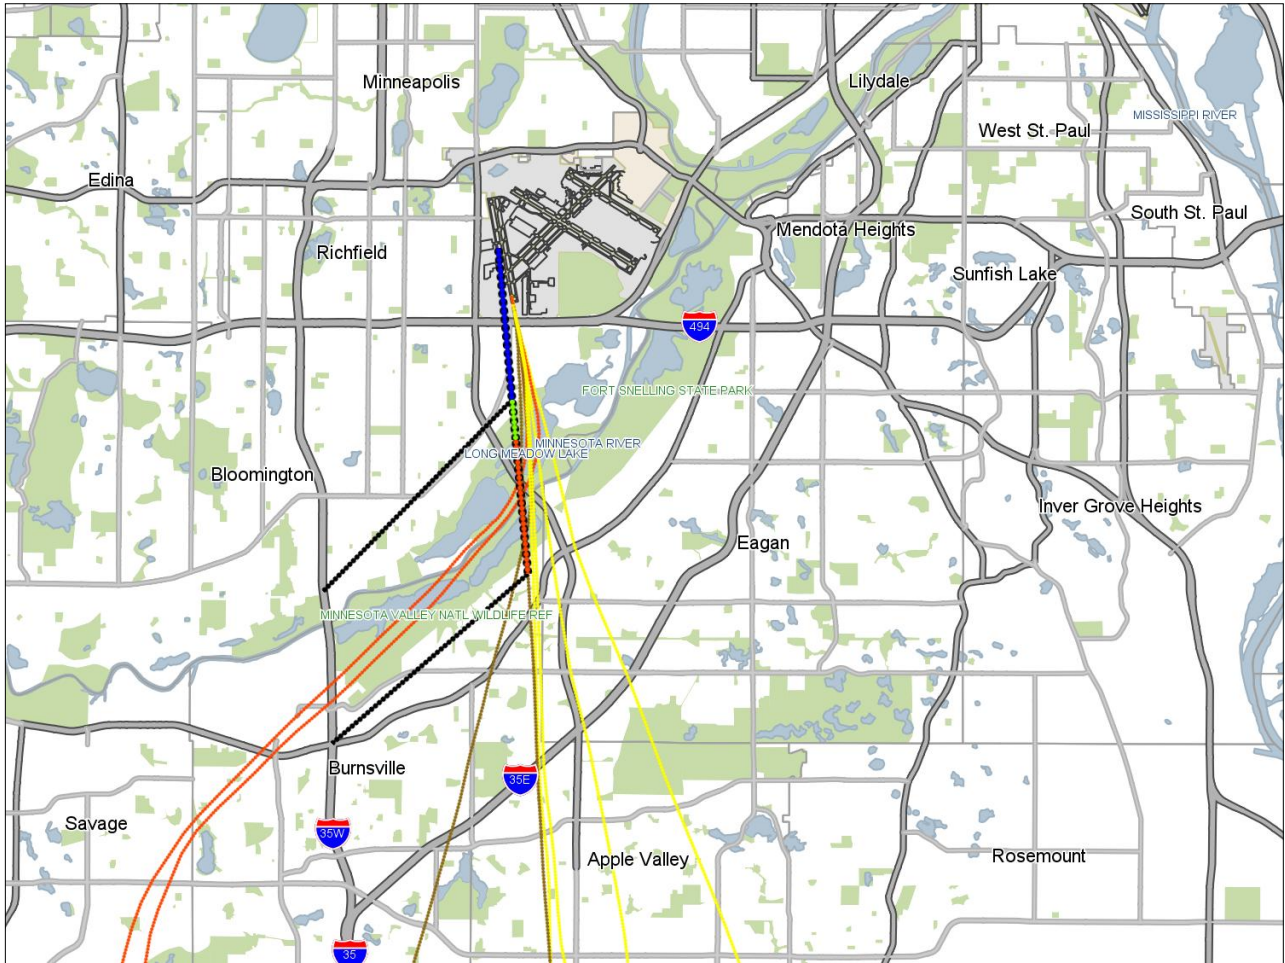 Minneapolis
Lilydale
MISSISSIPPI RIVER
West St. Paul
Edina
South St. Paul
Mendota Heights
Richfield
Sunfish Lake
494
FORT SNELLING STATE PARK
MINNESOTA RIVER
LONG MEADOW LAKE
Bloomington
Inver Grove Heights
Eagan
MINNESOTA VALLEY NATL WILDLIFE REF
Burnsville
35E
Savage
35W
Apple Valley
Rosemount
35